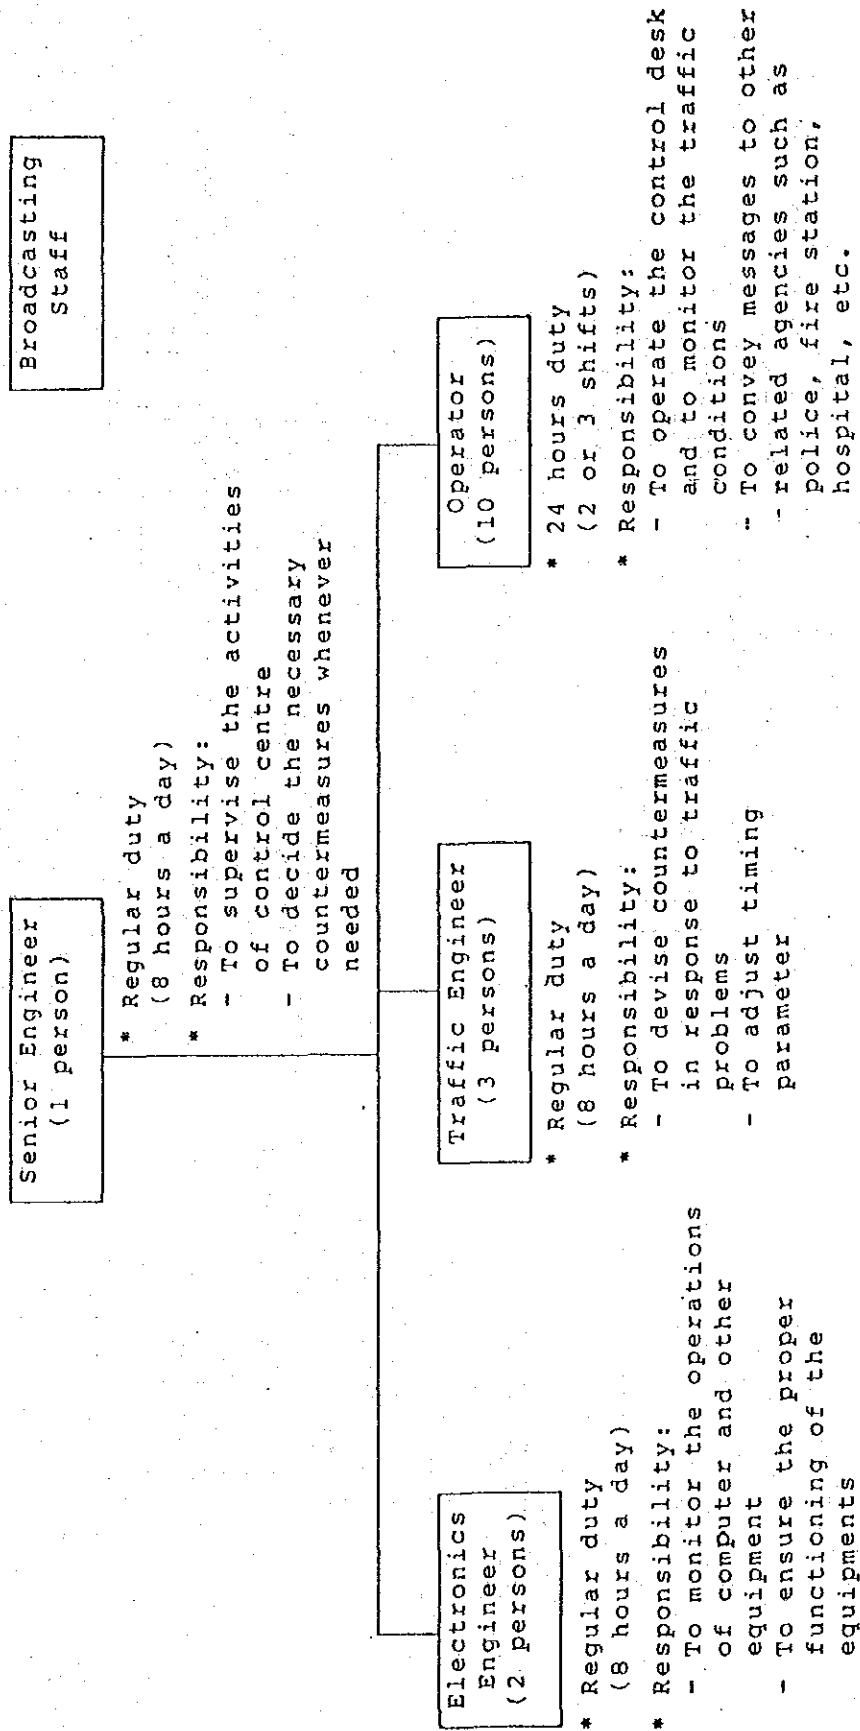 Senior Engineer
(1 person)
* Regular duty
(8 hours a day)
* Responsibility:
- To supervise the activities
of control centre
- To decide the necessary
countermeasures whenever
needed
Broadcasting
Staff
Electronics
Engineer
(2 persons)
* Regular duty
(8 hours a day)
* Responsibility:
- To monitor the operations
of computer and other
equipment
- To ensure the proper
functioning of the
equipments
Traffic Engineer
(3 persons)
* Regular duty
(8 hours a day)
* Responsibility:
- To devise countermeasures
in response to traffic
problems
- To adjust timing
parameter
Operator
(10 persons)
* 24 hours duty
(2 or 3 shifts)
* Responsibility:
- To operate the control desk
and to monitor the traffic
conditions
- To convey messages to other
- related agencies such as
police, fire station,
hospital, etc.